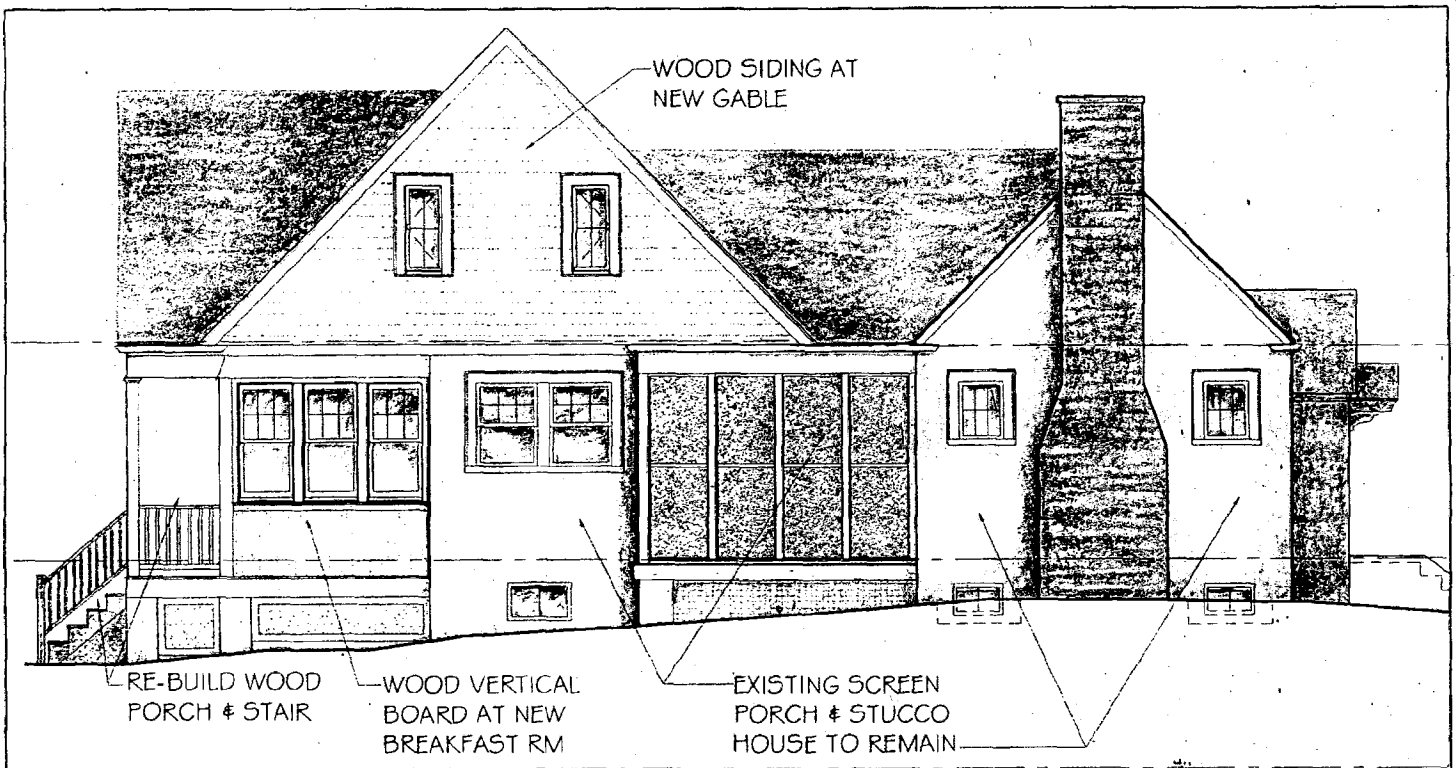 WOOD SIDING AT
NEW GABLE
RE-BUILD WOOD
PORCH & STAIR
WOOD VERTICAL
BOARD AT NEW
BREAKFAST RM
EXISTING SCREEN
PORCH & STUCCO
HOUSE TO REMAIN